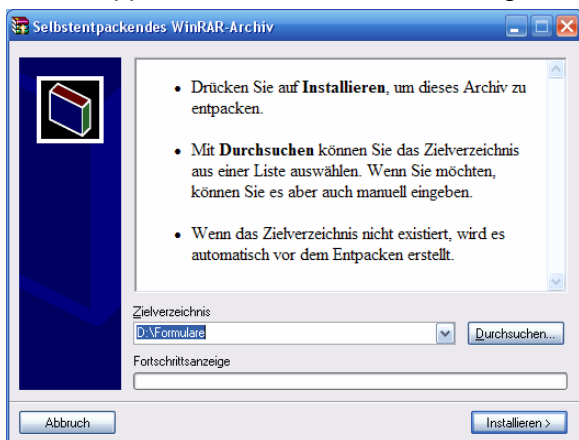 Selbstentpackendes WinRAR-Archiv
• Drücken Sie auf Installieren, um dieses Archiv zu
entpacken.
• Mit Durchsuchen können Sie das Zielverzeichnis
aus einer Liste auswählen. Wenn Sie möchten,
können Sie es aber auch manuell eingeben.
• Wenn das Zielverzeichnis nicht existiert, wird es
automatisch vor dem Entpacken erstellt.
Zielverzeichnis
D:\Formulare
Durchsuchen...
Fortschrittsanzeige
Abbruch
Installieren >